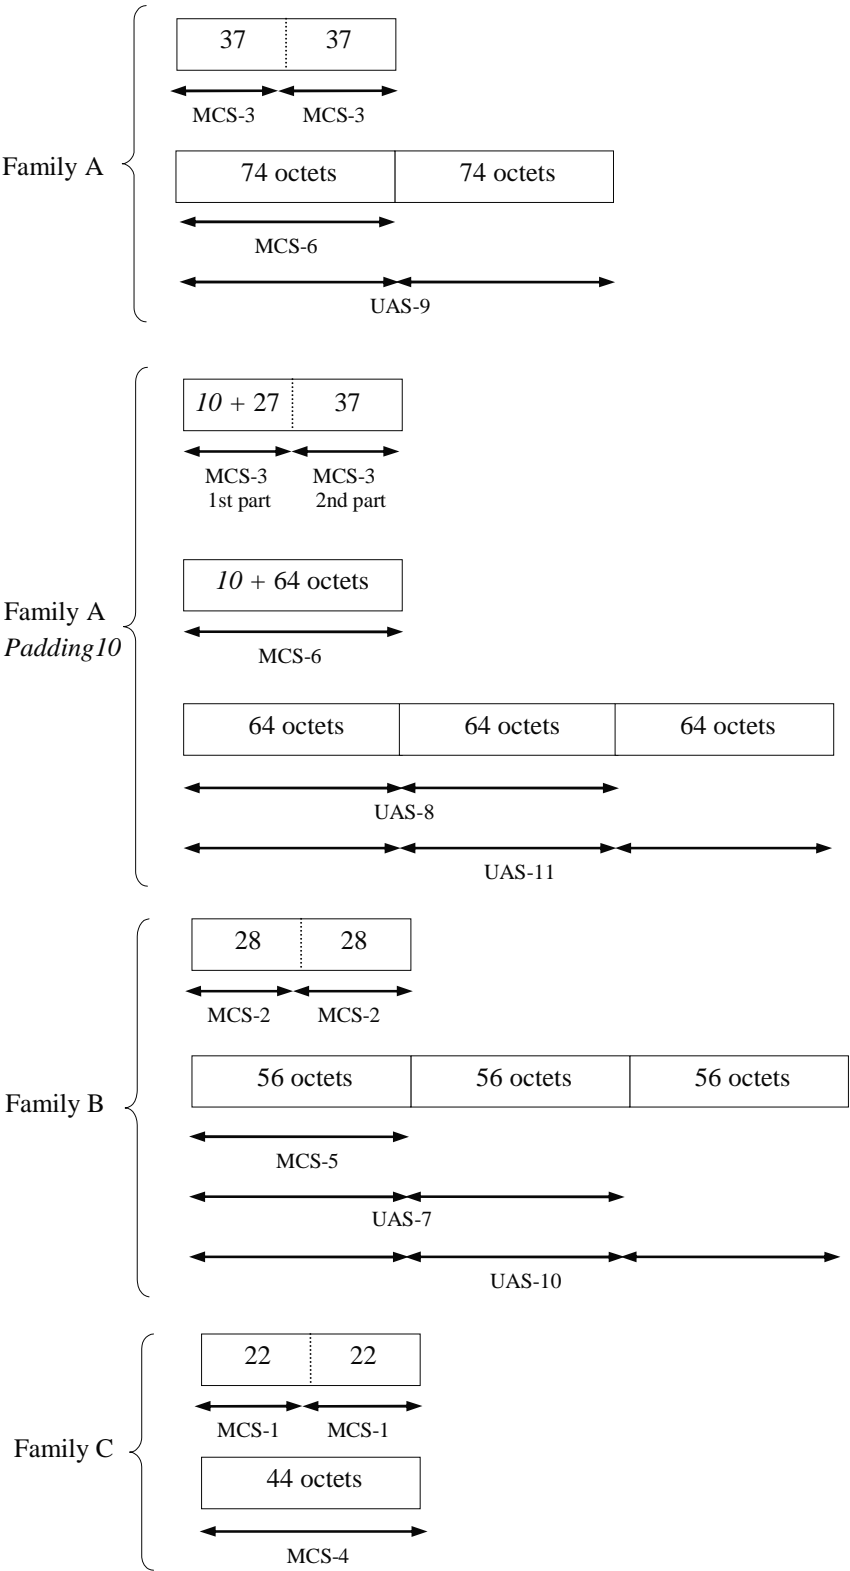 37 37
MCS-3 MCS-3
Family A
74 octets 74 octets
MCS-6
UAS-9
10 + 27 37
MCS-3 MCS-3
1st part 2nd part
10 + 64 octets
Family A
Padding10
MCS-6
64 octets 64 octets 64 octets
UAS-8
UAS-11
28 28
MCS-2 MCS-2
56 octets 56 octets 56 octets
Family B
MCS-5
UAS-7
UAS-10
22 22
MCS-1 MCS-1
Family C
44 octets
MCS-4